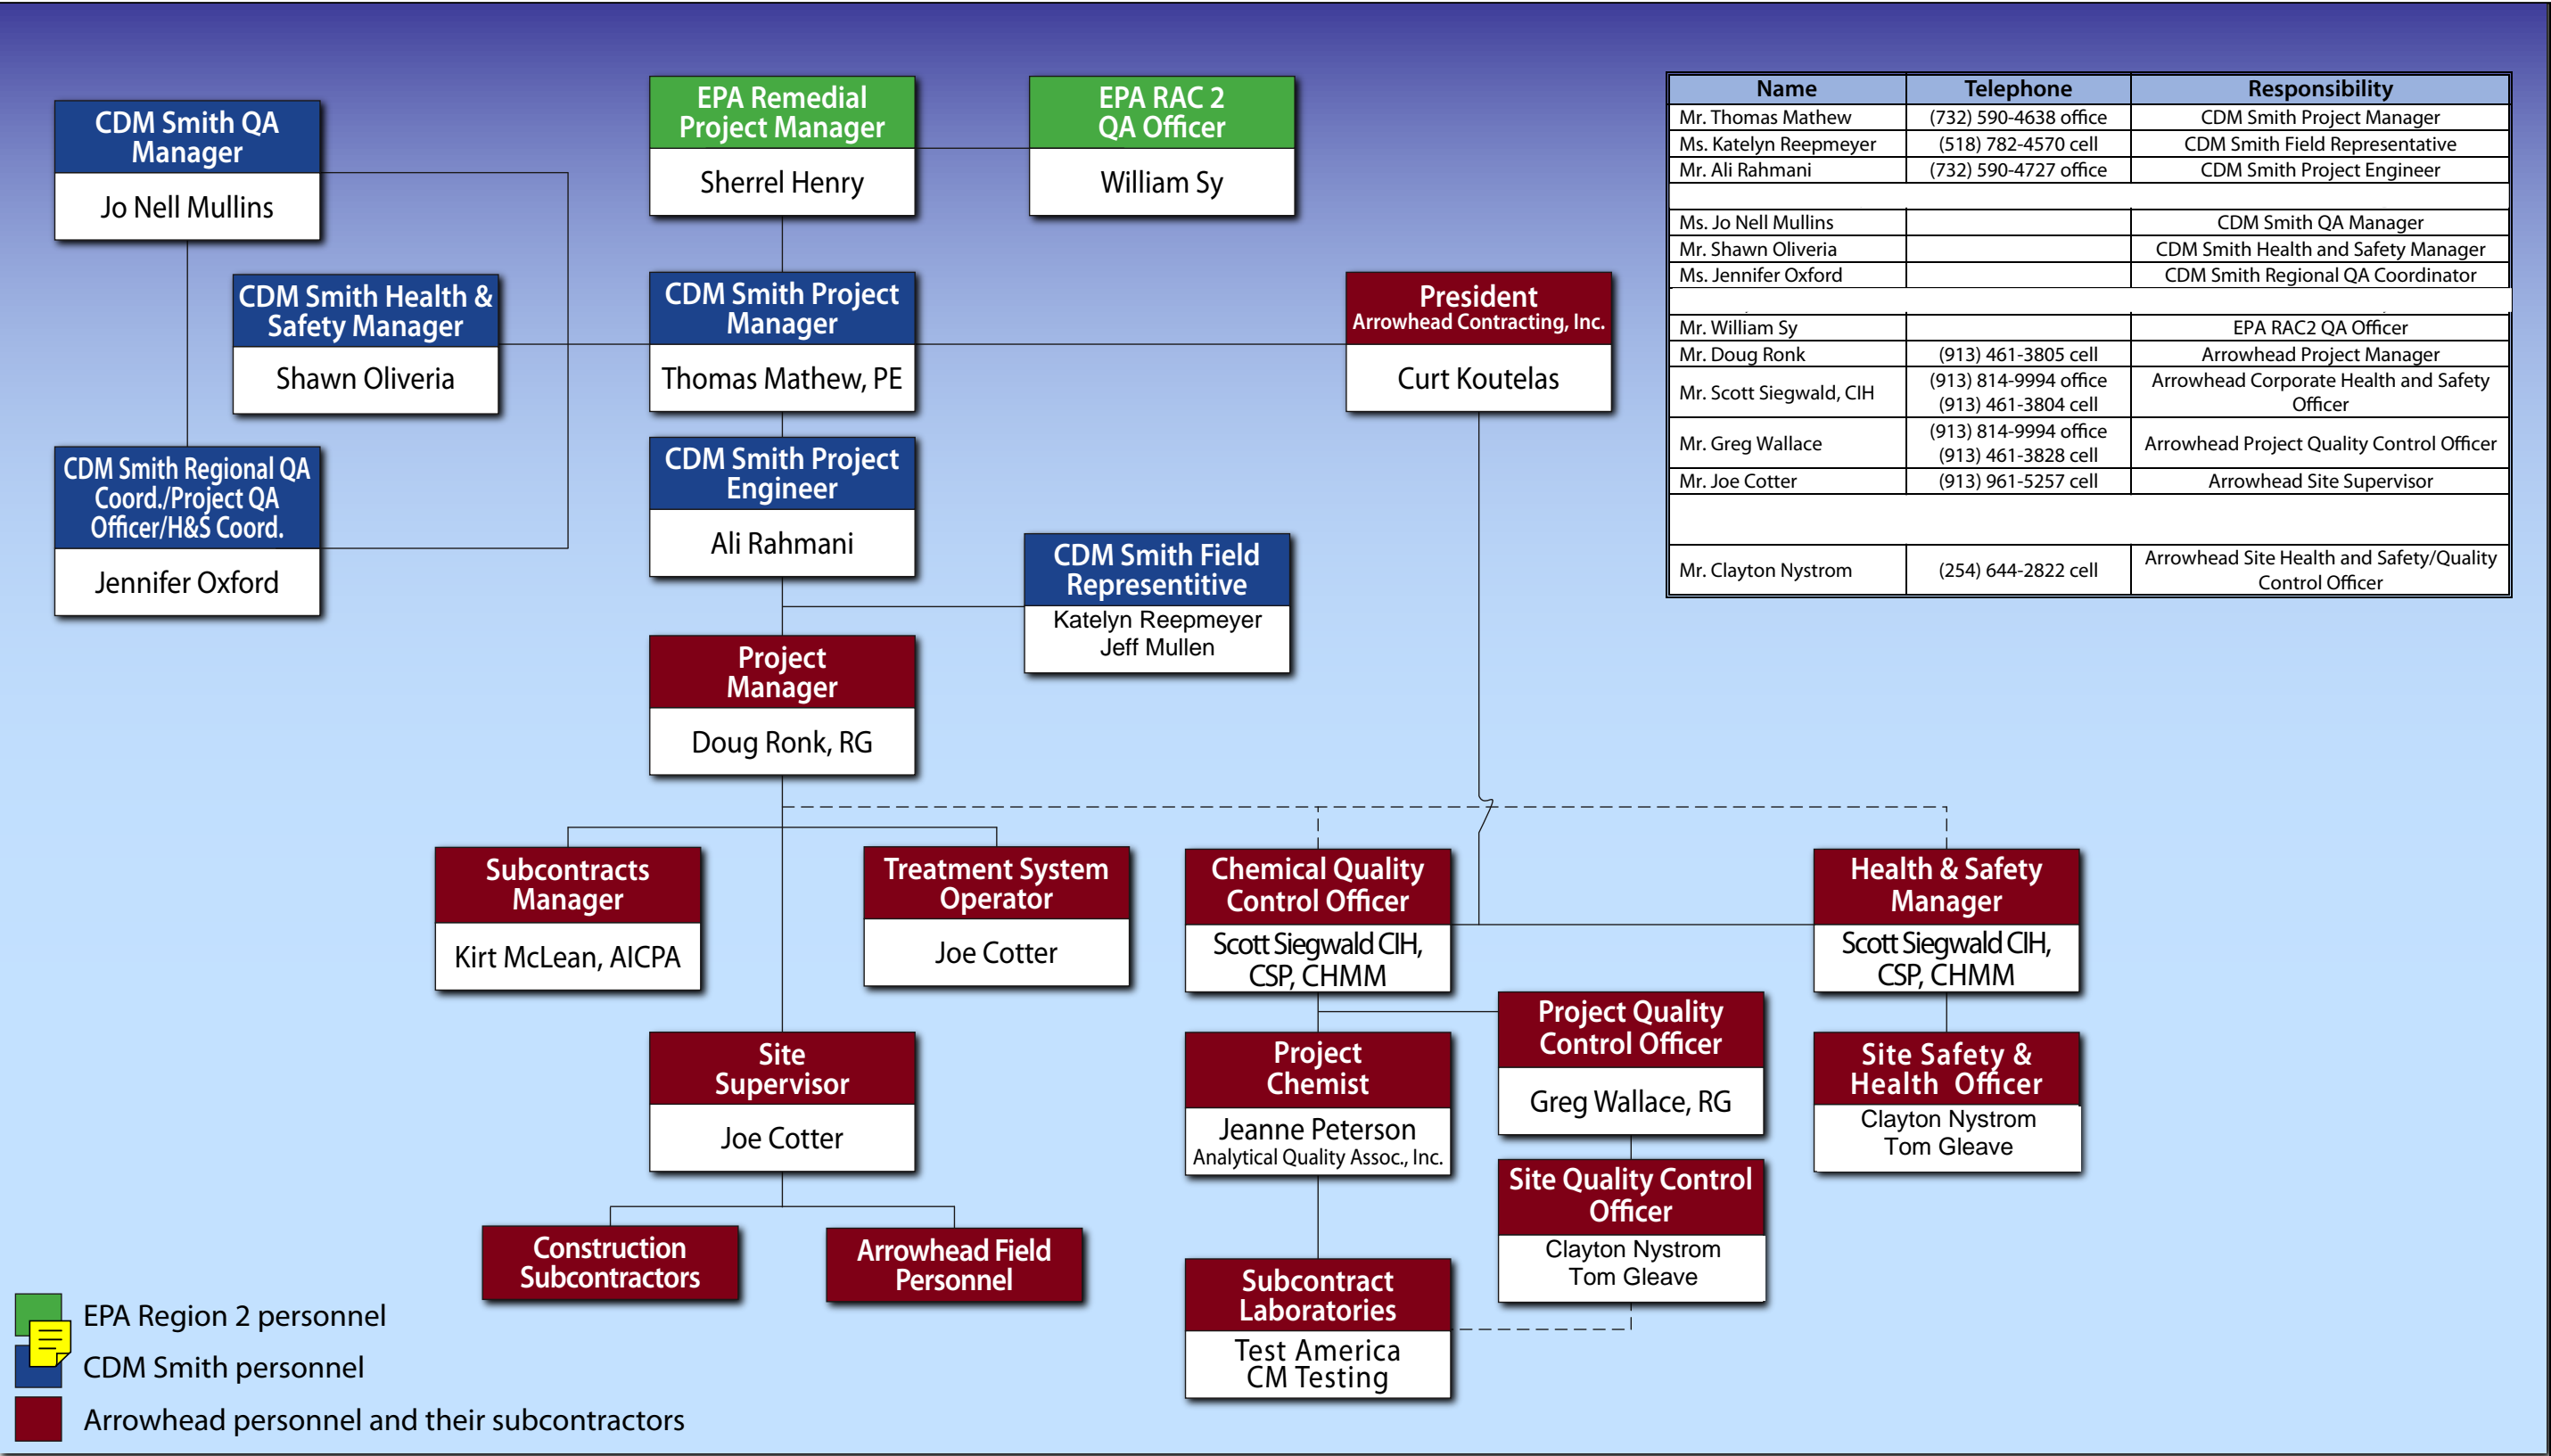 CDM Smith QA
Manager
Jo Nell Mullins
EPA Remedial
Project Manager
Sherrel Henry
EPA RAC 2
QA Officer
William Sy
CDM Smith Health &
Safety Manager
Shawn Oliveria
CDM Smith Project
Manager
Thomas Mathew, PE
President
Arrowhead Contracting, Inc.
Curt Koutelas
CDM Smith Regional QA
Coord./Project QA
Officer/H&S Coord.
Jennifer Oxford
CDM Smith Project
Engineer
Ali Rahmani
CDM Smith Field
Representitive
Katelyn Reepmeyer
Jeff Mullen
Project
Manager
Doug Ronk, RG
Subcontracts
Manager
Kirt McLean, AICPA
Treatment System
Operator
Joe Cotter
Chemical Quality
Control Officer
Scott Siegwald CIH,
CSP, CHMM
Health & Safety
Manager
Scott Siegwald CIH,
CSP, CHMM
Site
Supervisor
Joe Cotter
Project
Chemist
Jeanne Peterson
Analytical Quality Assoc., Inc.
Project Quality
Control Officer
Greg Wallace, RG
Site Safety &
Health Officer
Clayton Nystrom
Tom Gleave
Site Quality Control
Officer
Clayton Nystrom
Tom Gleave
Construction
Subcontractors
Arrowhead Field
Personnel
Subcontract
Laboratories
Test America
CM Testing
Name Telephone Responsibility
Mr. Thomas Mathew (732) 590-4638 office CDM Smith Project Manager
Ms. Katelyn Reepmeyer (518) 782-4570 cell CDM Smith Field Representative
Mr. Ali Rahmani (732) 590-4727 office CDM Smith Project Engineer
Ms. Jo Nell Mullins CDM Smith QA Manager
Mr. Shawn Oliveria CDM Smith Health and Safety Manager
Ms. Jennifer Oxford CDM Smith Regional QA Coordinator
Mr. William Sy EPA RAC2 QA Officer
Mr. Doug Ronk (913) 461-3805 cell Arrowhead Project Manager
Mr. Scott Siegwald, CIH (913) 814-9994 office Arrowhead Corporate Health and Safety
(913) 461-3804 cell Officer
Mr. Greg Wallace (913) 814-9994 office Arrowhead Project Quality Control Officer
(913) 461-3828 cell
Mr. Joe Cotter (913) 961-5257 cell Arrowhead Site Supervisor
Mr. Clayton Nystrom (254) 644-2822 cell Arrowhead Site Health and Safety/Quality
Control Officer
EPA Region 2 personnel
CDM Smith personnel
Arrowhead personnel and their subcontractors